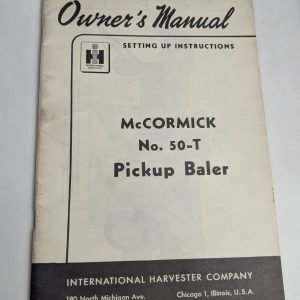 Owner's Manual
SETTING UP INSTRUCTIONS
IH
McCORMICK
No. 50-T
Pickup Baler
INTERNATIONAL HARVESTER COMPANY
180 North Michigan Ave. Chicago 1, Illinois, U.S.A.